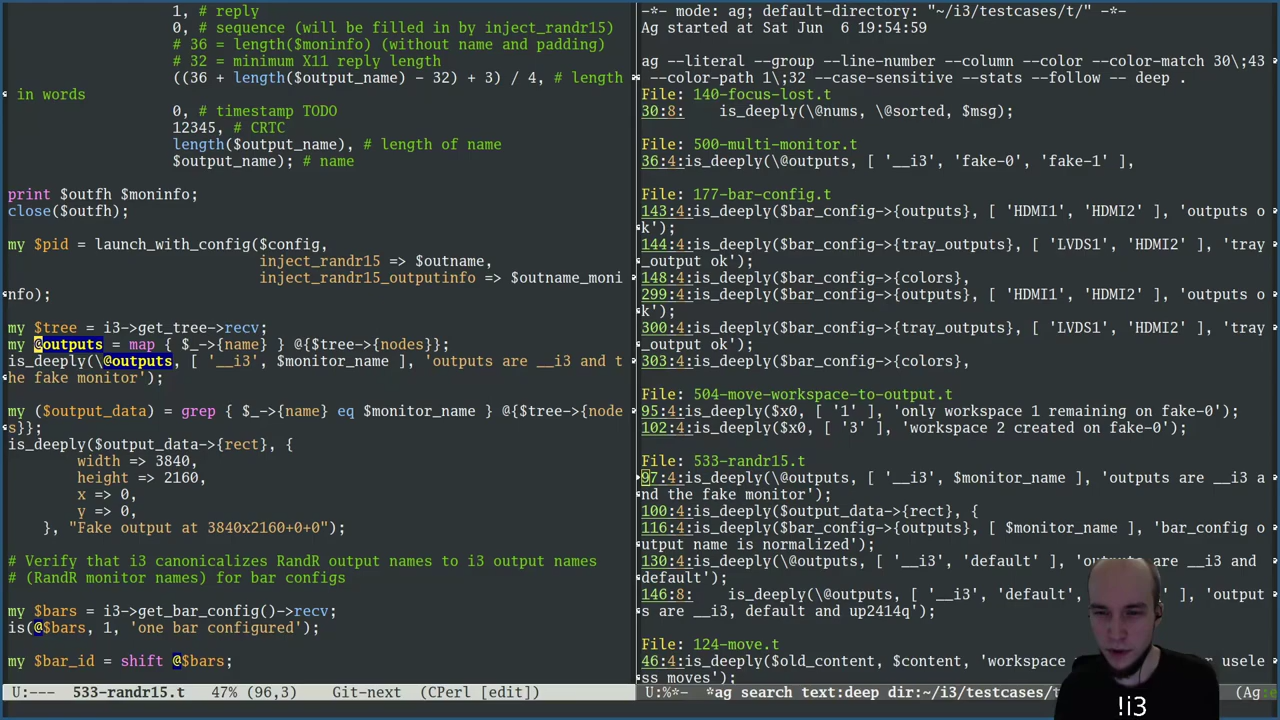 1, # reply
0, # sequence (will be filled in by inject_randr15)
# 36 = length($moninfo) (without name and padding)
# 32 = minimum X11 reply length
((36 + length($output_name) - 32) + 3) / 4, # length
in words
0, # timestamp TODO
12345, # CRTC
length($output_name), # length of name
$output_name); # name
print $outfh $moninfo;
close($outfh);
my $pid = launch_with_config($config,
inject_randr15 => $outname,
inject_randr15_outputinfo => $outname_moni
nfo);
my $tree = i3->get_tree->recv;
my @outputs = map { $_->{name} } @{$tree->{nodes}};
is_deeply(\@outputs, [ '__i3', $monitor_name ], 'outputs are __i3 and t
he fake monitor');
my ($output_data) = grep { $_->{name} eq $monitor_name } @{$tree->{node
s}};
is_deeply($output_data->{rect}, {
width => 3840,
height => 2160,
x => 0,
y => 0,
}, "Fake output at 3840x2160+0+0");
# Verify that i3 canonicalizes RandR output names to i3 output names
# (RandR monitor names) for bar configs
my $bars = i3->get_bar_config()->recv;
is(@$bars, 1, 'one bar configured');
my $bar_id = shift @$bars;
U:--- 533-randr15.t 47% (96,3) Git-next (CPerl [edit])
-*- mode: ag; default-directory: "~/i3/testcases/t/" -*-
Ag started at Sat Jun 6 19:54:59
ag --literal --group --line-number --column --color --color-match 30\;43
--color-path 1\;32 --case-sensitive --stats --follow -- deep .
File: 140-focus-lost.t
30:8: is_deeply(\@nums, \@sorted, $msg);
File: 500-multi-monitor.t
36:4:is_deeply(\@outputs, [ '__i3', 'fake-0', 'fake-1' ],
File: 177-bar-config.t
143:4:is_deeply($bar_config->{outputs}, [ 'HDMI1', 'HDMI2' ], 'outputs o
k');
144:4:is_deeply($bar_config->{tray_outputs}, [ 'LVDS1', 'HDMI2' ], 'tray
_output ok');
148:4:is_deeply($bar_config->{colors},
299:4:is_deeply($bar_config->{outputs}, [ 'HDMI1', 'HDMI2' ], 'outputs o
k');
300:4:is_deeply($bar_config->{tray_outputs}, [ 'LVDS1', 'HDMI2' ], 'tray
_output ok');
303:4:is_deeply($bar_config->{colors},
File: 504-move-workspace-to-output.t
95:4:is_deeply($x0, [ '1' ], 'only workspace 1 remaining on fake-0');
102:4:is_deeply($x0, [ '3' ], 'workspace 2 created on fake-0');
File: 533-randr15.t
97:4:is_deeply(\@outputs, [ '__i3', $monitor_name ], 'outputs are __i3 a
nd the fake monitor');
100:4:is_deeply($output_data->{rect}, {
116:4:is_deeply($bar_config->{outputs}, [ $monitor_name ], 'bar_config o
utput name is normalized');
130:4:is_deeply(\@outputs, [ '__i3', 'default' ], 'outputs are __i3 and
default');
146:8: is_deeply(\@outputs, [ '__i3', 'default', ], 'output
s are __i3, default and up2414q');
File: 124-move.t
46:4:is_deeply($old_content, $content, 'workspace usele
ss moves');
U:%*- *ag search text:deep dir:~/i3/testcases/t (Ag:e
!i3